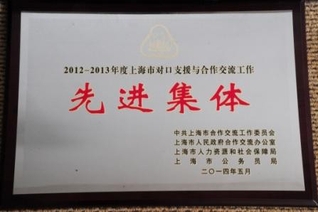 2012-2013年度上海市对口支援与合作交流工作
先进集体
中共上海市合作交流工作委员会
上海市人民政府合作交流办公室
上海市人力资源和社会保障局
上海市公务员局
二〇一四年五月